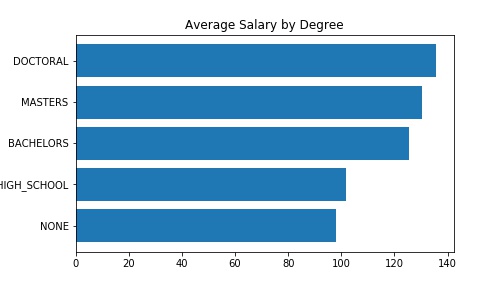 Average Salary by Degree
DOCTORAL
MASTERS
BACHELORS
HIGH_SCHOOL
NONE
0 20 40 60 80 100 120 140